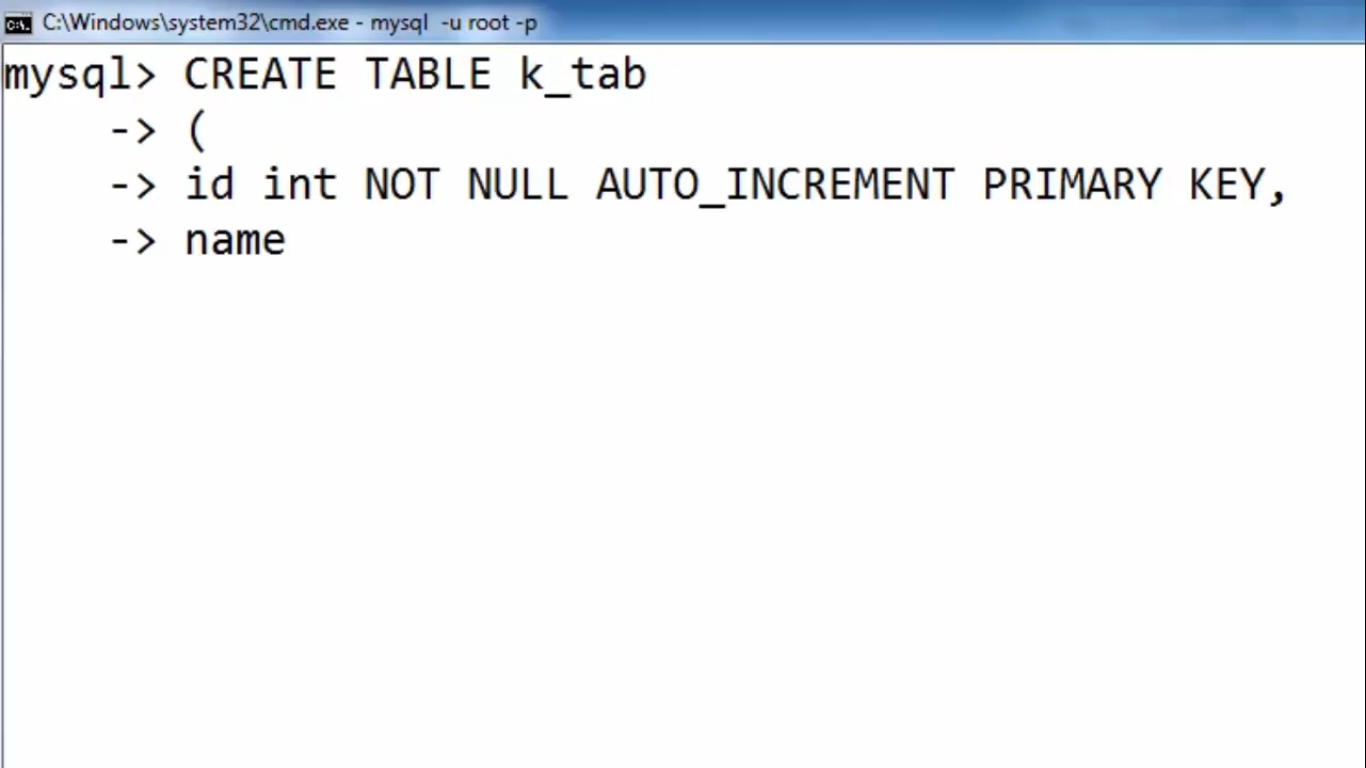 C:\Windows\system32\cmd.exe - mysql  -u root -p
mysql> CREATE TABLE k_tab
    -> (
    -> id int NOT NULL AUTO_INCREMENT PRIMARY KEY,
    -> name